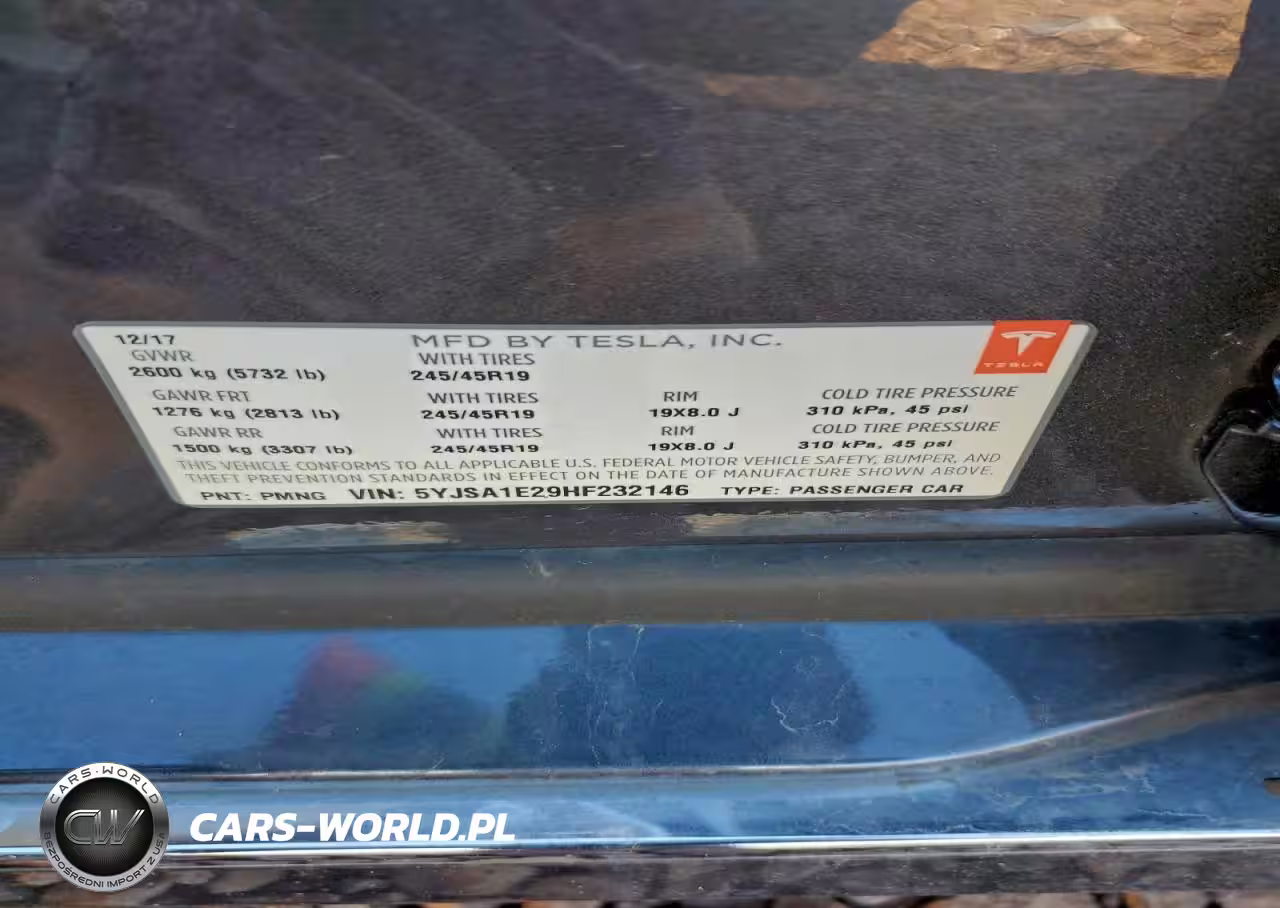 12/17 MFD BY TESLA, INC.
GVWR WITH TIRES
2600 kg (5732 lb) 245/45R19
TESLA
GAWR FRT WITH TIRES RIM COLD TIRE PRESSURE
1276 kg (2813 lb) 245/45R19 19X8.0 J 310 kPa, 45 psi
GAWR RR WITH TIRES RIM COLD TIRE PRESSURE
1500 kg (3307 lb) 245/45R19 19X8.0 J 310 kPa, 45 psi
THIS VEHICLE CONFORMS TO ALL APPLICABLE U.S. FEDERAL MOTOR VEHICLE SAFETY, BUMPER, AND
THEFT PREVENTION STANDARDS IN EFFECT ON THE DATE OF MANUFACTURE SHOWN ABOVE.
PNT: PMNG VIN: 5YJSA1E29HF232146 TYPE: PASSENGER CAR
CARS-WORLD
CW
BEZPOŚREDNI IMPORT Z USA
CARS-WORLD.PL